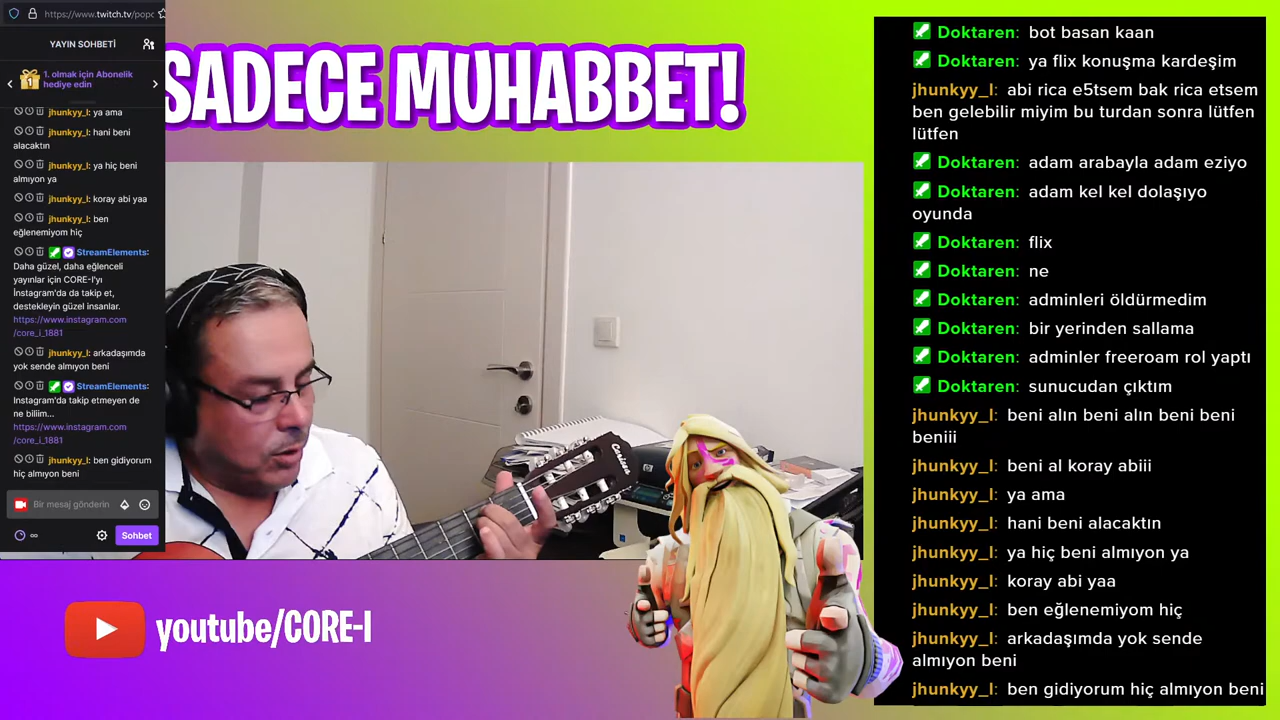 https://www.twitch.tv/popo
YAYIN SOHBETİ
1. olmak için Abonelik
hediye edin
jhunkyy_l: ya ama
jhunkyy_l: hani beni
alacaktın
jhunkyy_l: ya hiç beni
almıyon ya
jhunkyy_l: koray abi yaa
jhunkyy_l: ben
eğlenemiyom hiç
StreamElements:
Daha güzel, daha eğlenceli
yayınlar için CORE-I'yı
İnstagram'da da takip et,
destekleyin güzel insanlar.
https://www.instagram.com
/core_i_1881
jhunkyy_l: arkadaşımda
yok sende almıyon beni
StreamElements:
Instagram'da takip etmeyen de
ne biliim...
https://www.instagram.com
/core_i_1881
jhunkyy_l: ben gidiyorum
hiç almıyon beni
Bir mesaj gönderin
Sohbet
SADECE MUHABBET!
hp
youtube/CORE-I
Doktaren: bot basan kaan
Doktaren: ya flix konuşma kardeşim
jhunkyy_l: abi rica e5tsem bak rica etsem
ben gelebilir miyim bu turdan sonra lütfen
lütfen
Doktaren: adam arabayla adam eziyo
Doktaren: adam kel kel dolaşıyo
oyunda
Doktaren: flix
Doktaren: ne
Doktaren: adminleri öldürmedim
Doktaren: bir yerinden sallama
Doktaren: adminler freeroam rol yaptı
Doktaren: sunucudan çıktım
jhunkyy_l: beni alın beni alın beni beni
beniii
jhunkyy_l: beni al koray abiii
jhunkyy_l: ya ama
jhunkyy_l: hani beni alacaktın
jhunkyy_l: ya hiç beni almıyon ya
jhunkyy_l: koray abi yaa
jhunkyy_l: ben eğlenemiyom hiç
jhunkyy_l: arkadaşımda yok sende
almıyon beni
jhunkyy_l: ben gidiyorum hiç almıyon beni